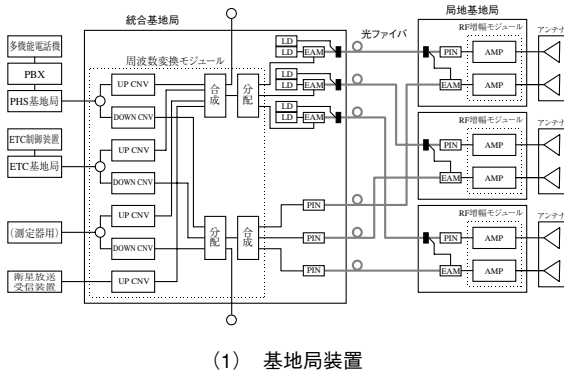 統合基地局
局地基地局
光ファイバ
周波数変換モジュール
多機能電話機
PBX
PHS基地局
ETC制御装置
ETC基地局
(測定器用)
衛星放送
受信装置
UP CNV
DOWN CNV
UP CNV
DOWN CNV
UP CNV
DOWN CNV
UP CNV
合成
分配
分配
合成
LD
LD
EAM
LD
LD
EAM
LD
LD
EAM
PIN
PIN
PIN
RF増幅モジュール
アンテナ
PIN
AMP
EAM
AMP
RF増幅モジュール
アンテナ
PIN
AMP
EAM
AMP
RF増幅モジュール
アンテナ
PIN
AMP
EAM
AMP
(1) 基地局装置